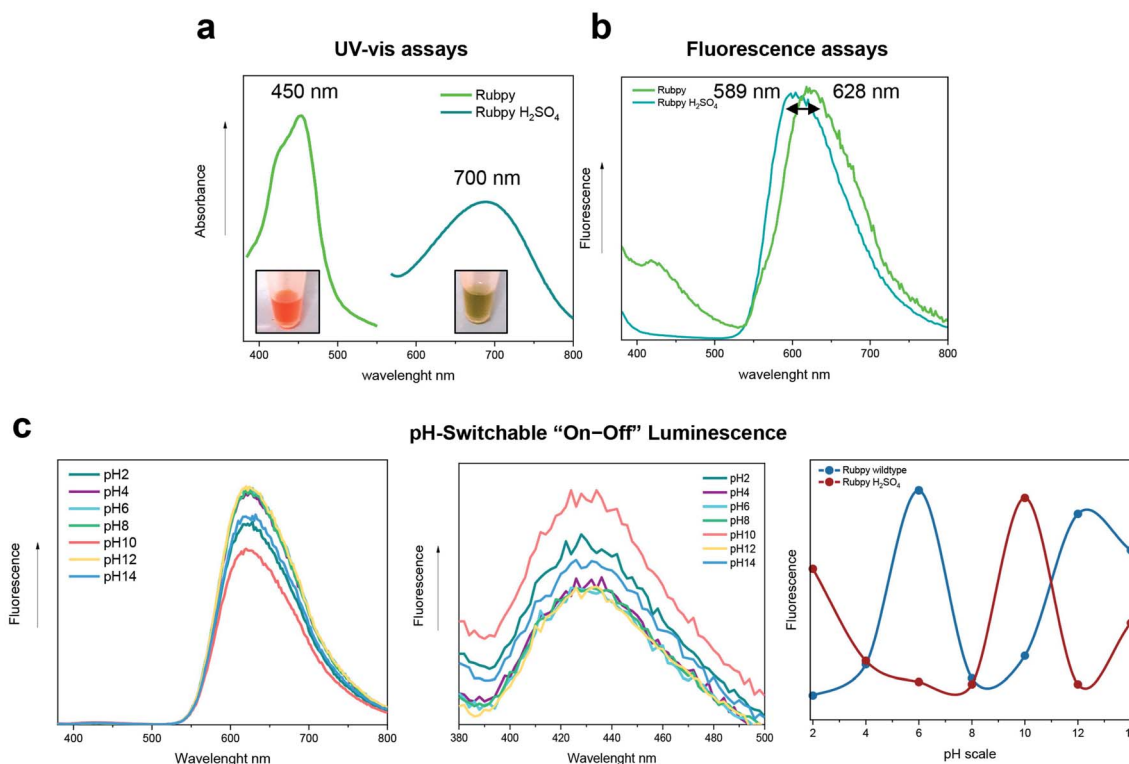 a
UV-vis assays
450 nm
Rubpy
Rubpy H₂SO₄
700 nm
Absorbance
400 500 600 700 800
wavelenght nm
b
Fluorescence assays
Rubpy
Rubpy H₂SO₄
589 nm
628 nm
Fluorescence
400 500 600 700 800
wavelenght nm
c
pH-Switchable “On−Off” Luminescence
pH2
pH4
pH6
pH8
pH10
pH12
pH14
Fluorescence
400 500 600 700 800
Wavelenght nm
pH2
pH4
pH6
pH8
pH10
pH12
pH14
Fluorescence
380 400 420 440 460 480 500
Wavelenght nm
Rubpy wildtype
Rubpy H₂SO₄
Fluorescence
2 4 6 8 10 12
pH scale